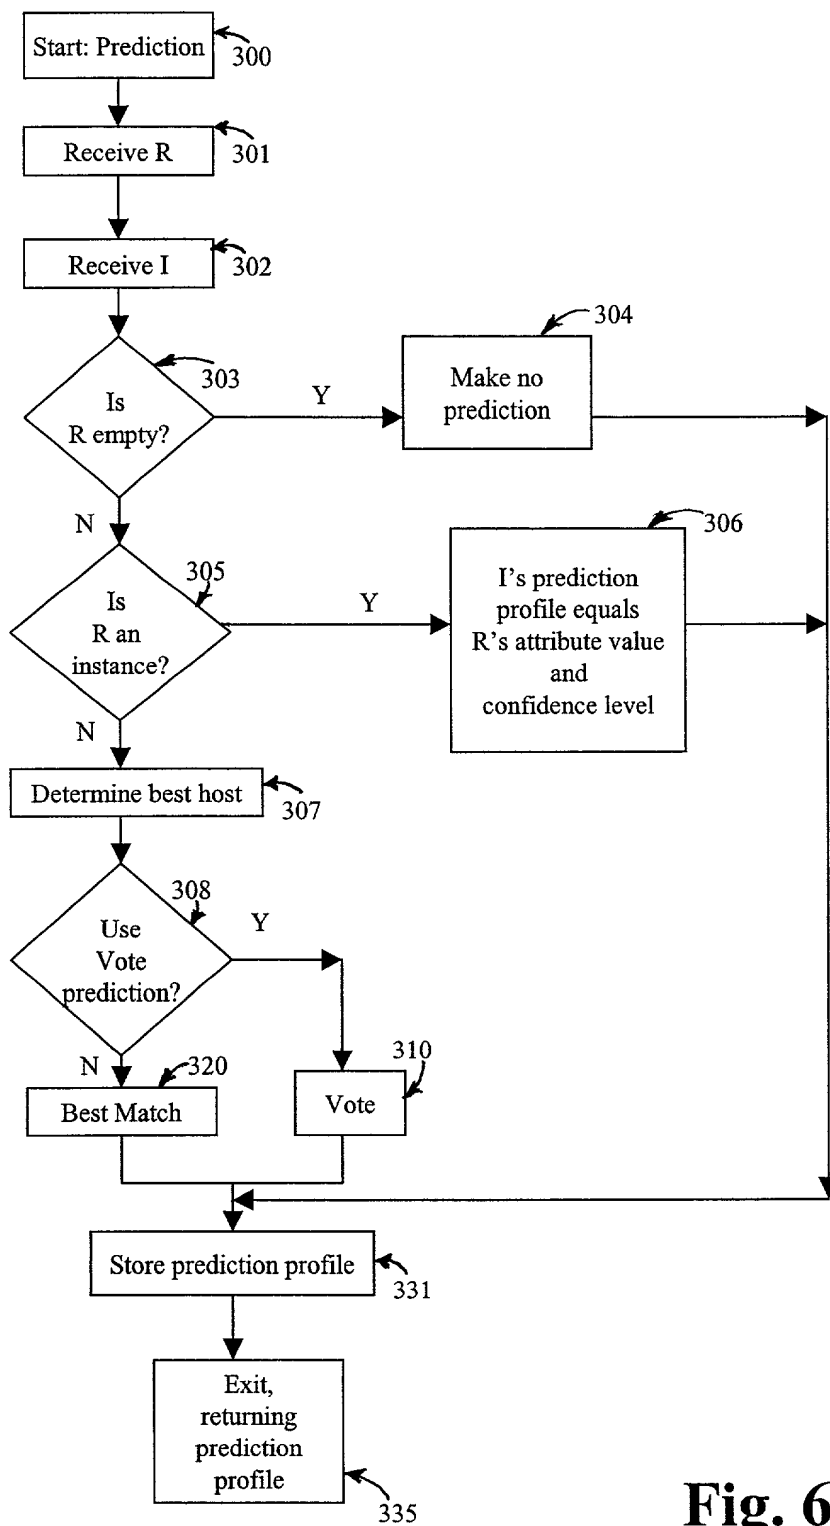 Start: Prediction
300
Receive R
301
Receive I
302
303
Is
R empty?
Y
304
Make no
prediction
N
305
Is
R an
instance?
Y
306
I's prediction
profile equals
R's attribute value
and
confidence level
N
Determine best host
307
308
Use
Vote
prediction?
Y
N
320
Best Match
310
Vote
Store prediction profile
331
Exit,
returning
prediction
profile
335
Fig. 6